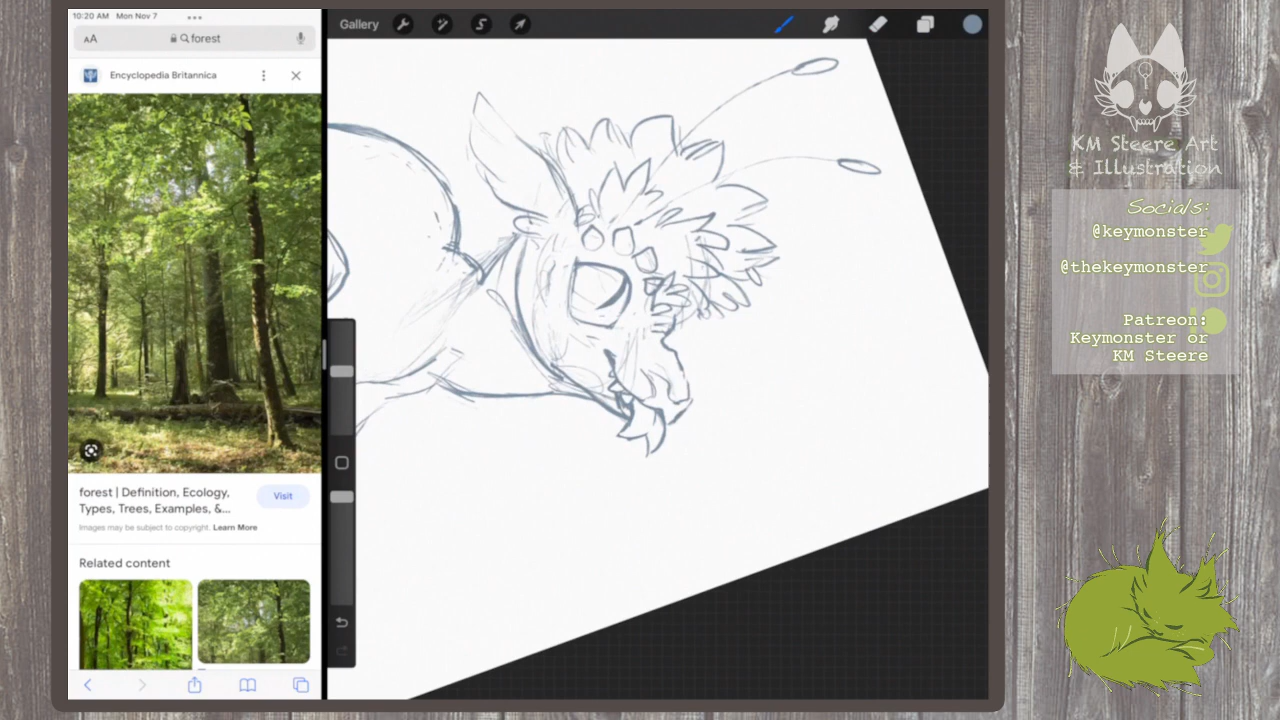 10:20 AM Mon Nov 7
AA
forest
Encyclopedia Britannica
forest | Definition, Ecology,
Types, Trees, Examples, &...
Visit
Images may be subject to copyright. Learn More
Related content
Gallery
KM Steere Art
& Illustration
Socials:
@keymonster
@thekeymonster
Patreon:
Keymonster or
KM Steere